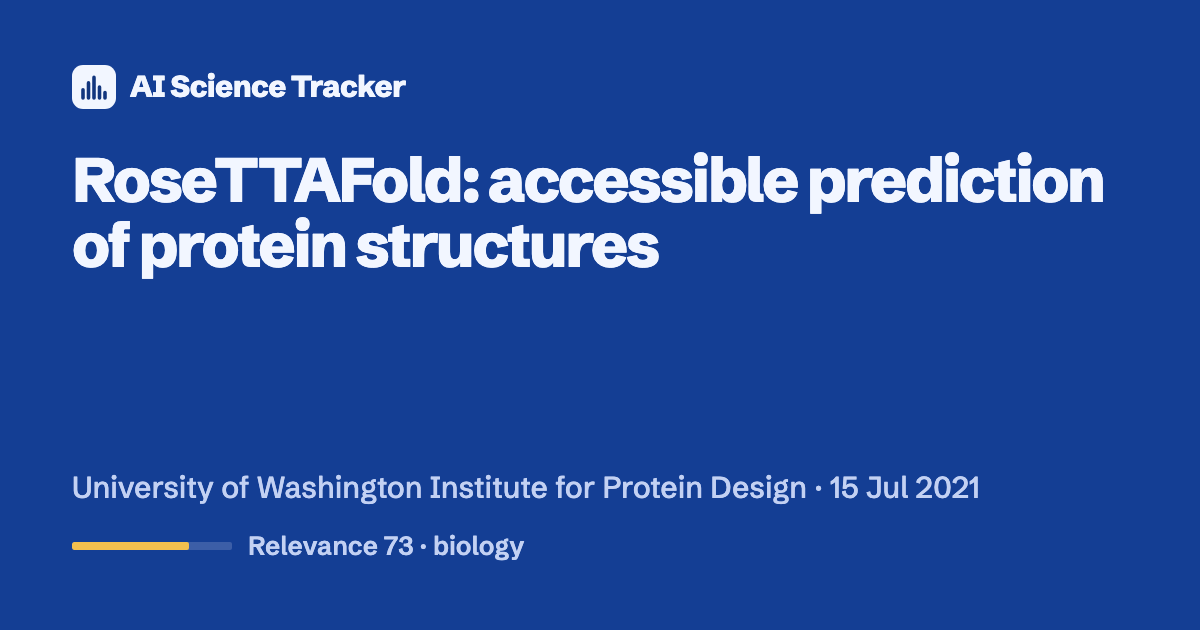 AI Science Tracker
RoseTTAFold: accessible prediction
of protein structures
University of Washington Institute for Protein Design · 15 Jul 2021
Relevance 73 · biology